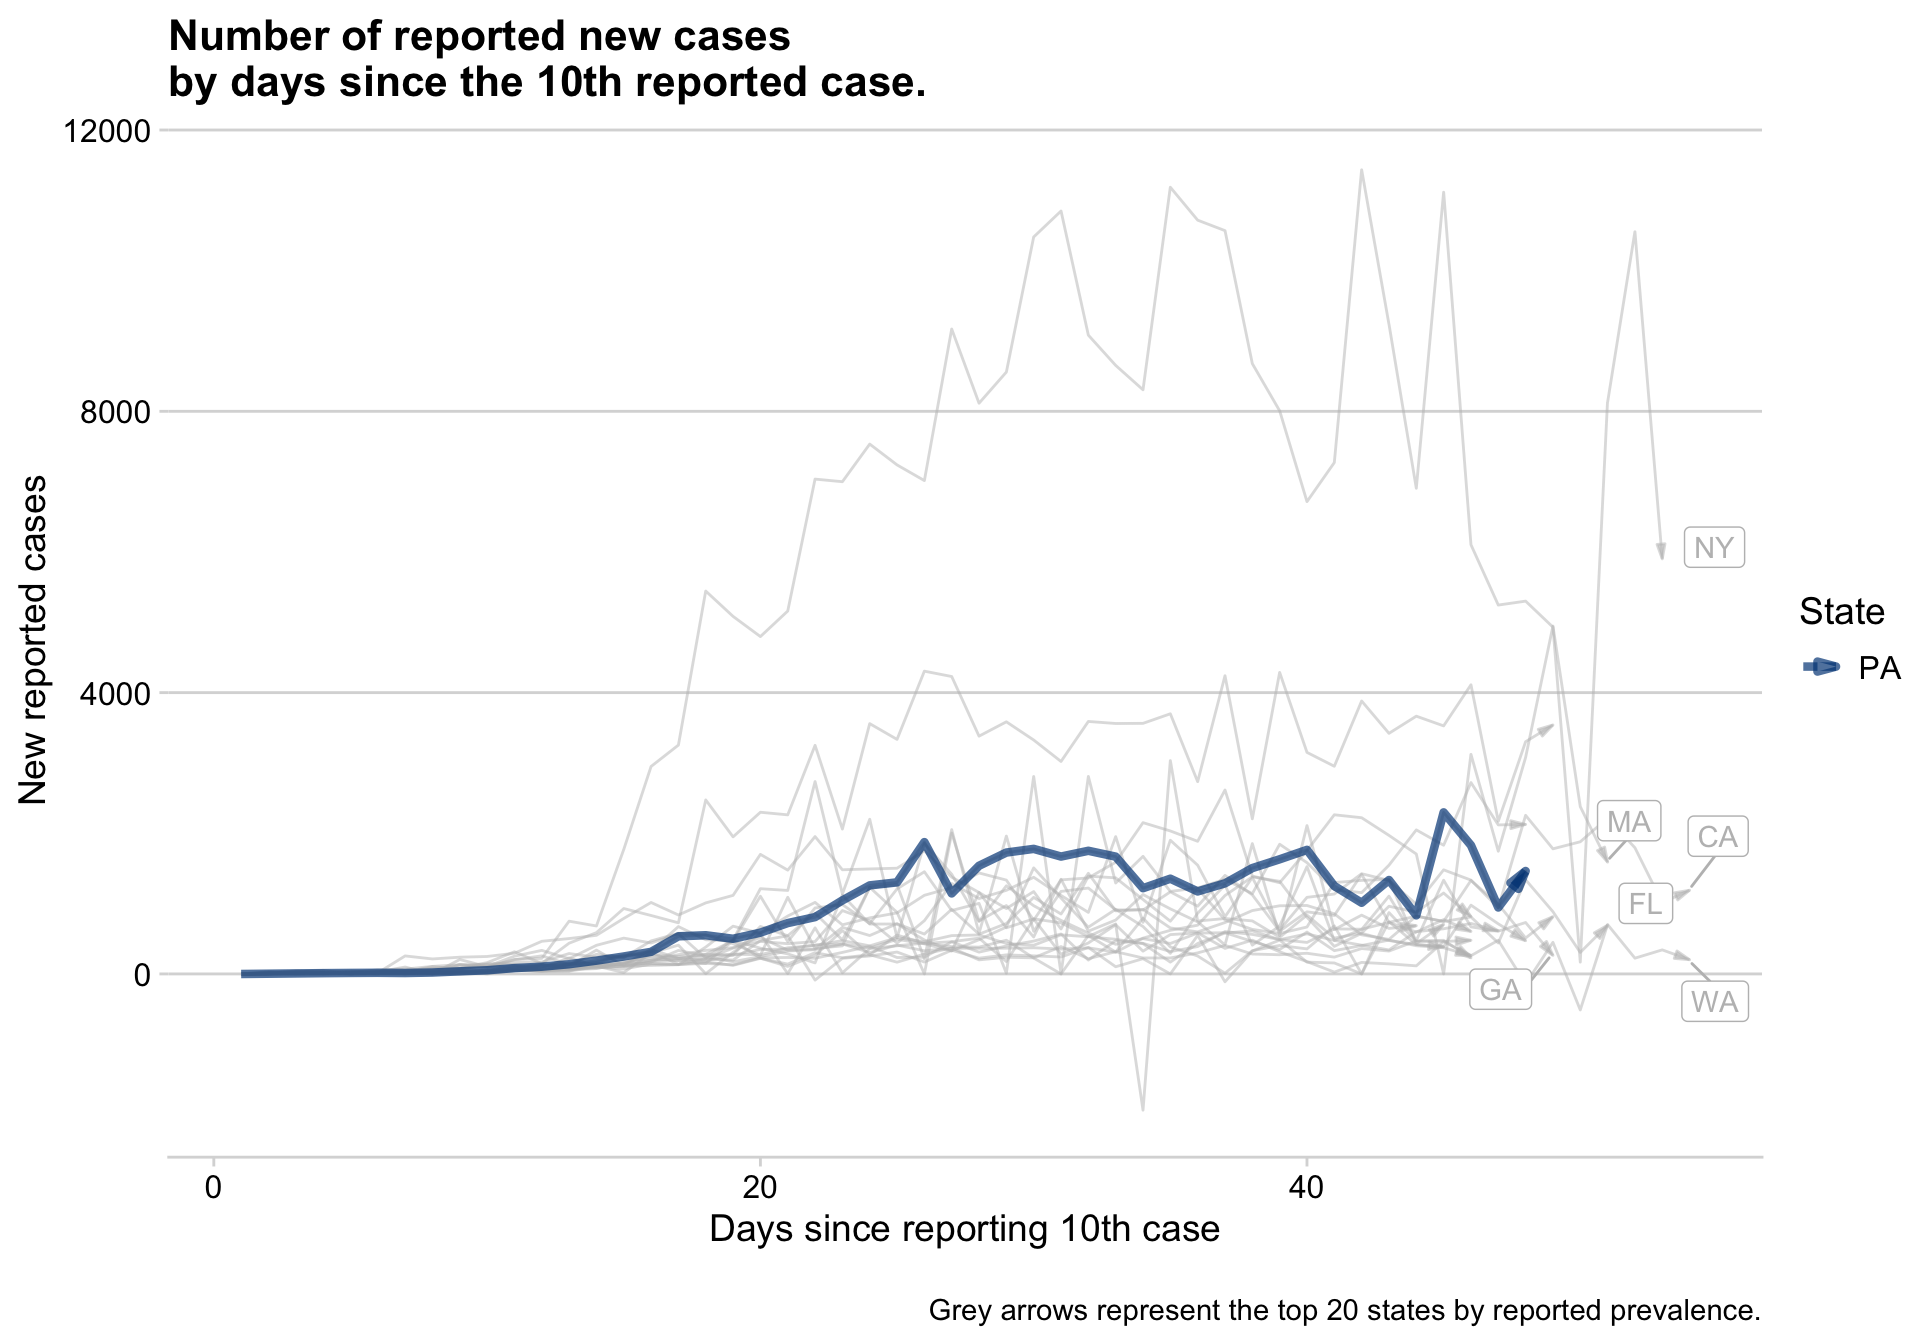 Number of reported new cases
by days since the 10th reported case.
12000
8000
4000
0
New reported cases
NY
MA
CA
FL
GA
WA
State
PA
0
20
40
Days since reporting 10th case
Grey arrows represent the top 20 states by reported prevalence.